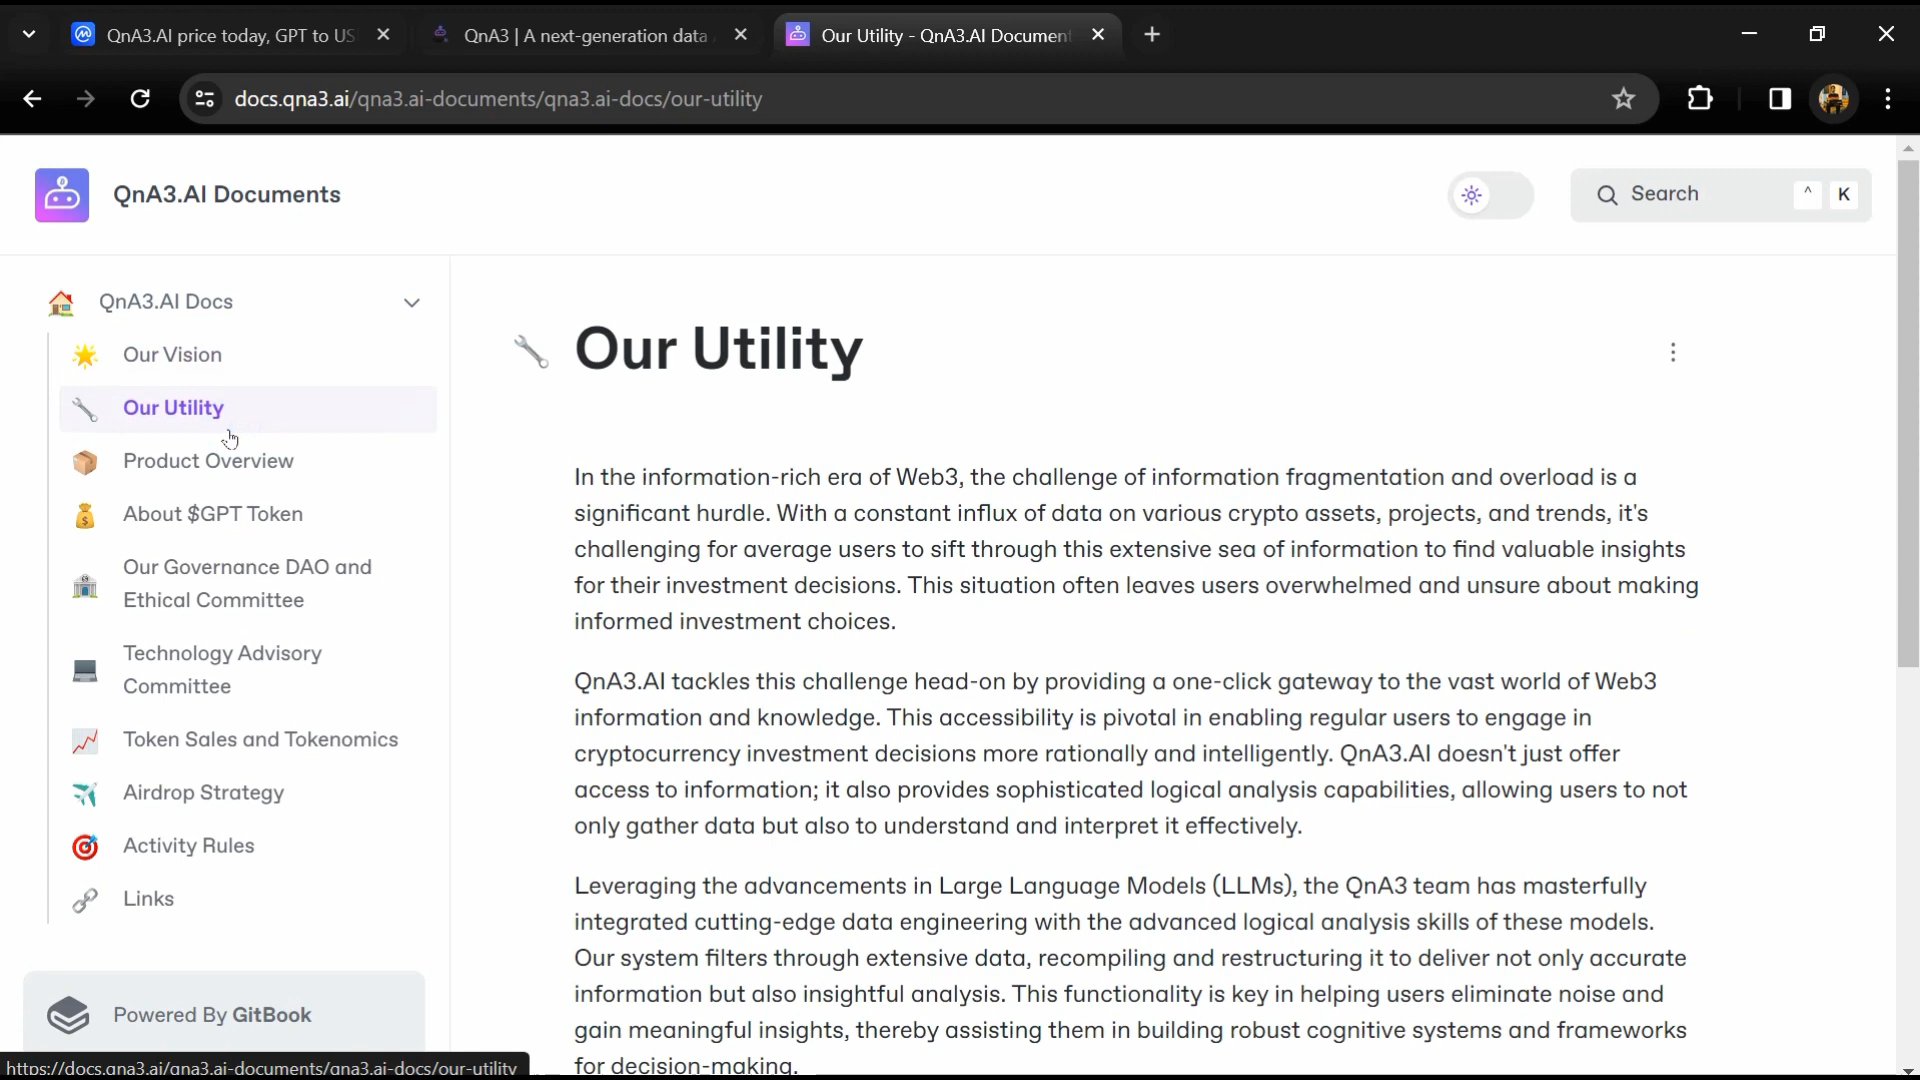 QnA3.AI price today, GPT to US
QnA3 | A next-generation data
Our Utility - QnA3.AI Document
docs.qna3.ai/qna3.ai-documents/qna3.ai-docs/our-utility
QnA3.AI Documents
Search
^ K
QnA3.AI Docs
Our Vision
Our Utility
Product Overview
About $GPT Token
Our Governance DAO and
Ethical Committee
Technology Advisory
Committee
Token Sales and Tokenomics
Airdrop Strategy
Activity Rules
Links
Powered By GitBook
https://docs.qna3.ai/qna3.ai-documents/qna3.ai-docs/our-utility
Our Utility
In the information-rich era of Web3, the challenge of information fragmentation and overload is a
significant hurdle. With a constant influx of data on various crypto assets, projects, and trends, it's
challenging for average users to sift through this extensive sea of information to find valuable insights
for their investment decisions. This situation often leaves users overwhelmed and unsure about making
informed investment choices.
QnA3.AI tackles this challenge head-on by providing a one-click gateway to the vast world of Web3
information and knowledge. This accessibility is pivotal in enabling regular users to engage in
cryptocurrency investment decisions more rationally and intelligently. QnA3.AI doesn't just offer
access to information; it also provides sophisticated logical analysis capabilities, allowing users to not
only gather data but also to understand and interpret it effectively.
Leveraging the advancements in Large Language Models (LLMs), the QnA3 team has masterfully
integrated cutting-edge data engineering with the advanced logical analysis skills of these models.
Our system filters through extensive data, recompiling and restructuring it to deliver not only accurate
information but also insightful analysis. This functionality is key in helping users eliminate noise and
gain meaningful insights, thereby assisting them in building robust cognitive systems and frameworks
for decision-making.